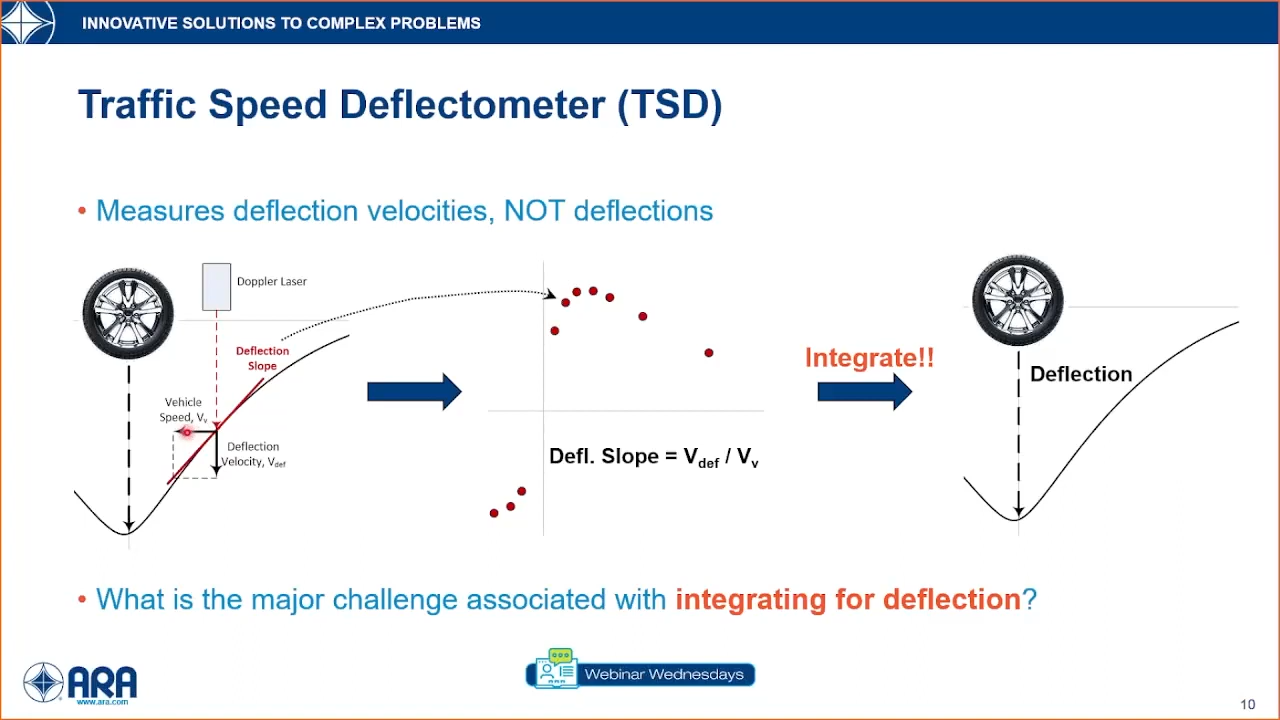 INNOVATIVE SOLUTIONS TO COMPLEX PROBLEMS
Traffic Speed Deflectometer (TSD)
• Measures deflection velocities, NOT deflections
Doppler Laser
Deflection
Slope
Vehicle
Speed, Vv
Deflection
Velocity, Vdef
Defl. Slope = Vdef / Vv
Integrate!!
Deflection
• What is the major challenge associated with integrating for deflection?
ARA
www.ara.com
Webinar Wednesdays
10